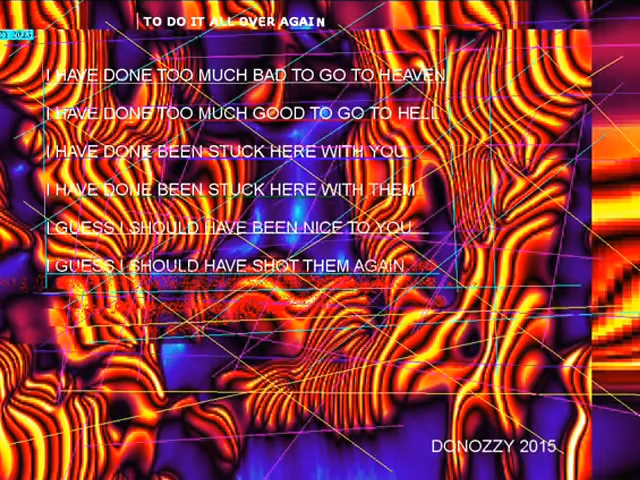 TO DO IT ALL OVER AGAIN
I HAVE DONE TOO MUCH BAD TO GO TO HEAVEN
I HAVE DONE TOO MUCH GOOD TO GO TO HELL
I HAVE DONE BEEN STUCK HERE WITH YOU
I HAVE DONE BEEN STUCK HERE WITH THEM
I GUESS I SHOULD HAVE BEEN NICE TO YOU
I GUESS I SHOULD HAVE SHOT THEM AGAIN
DONOZZY 2015